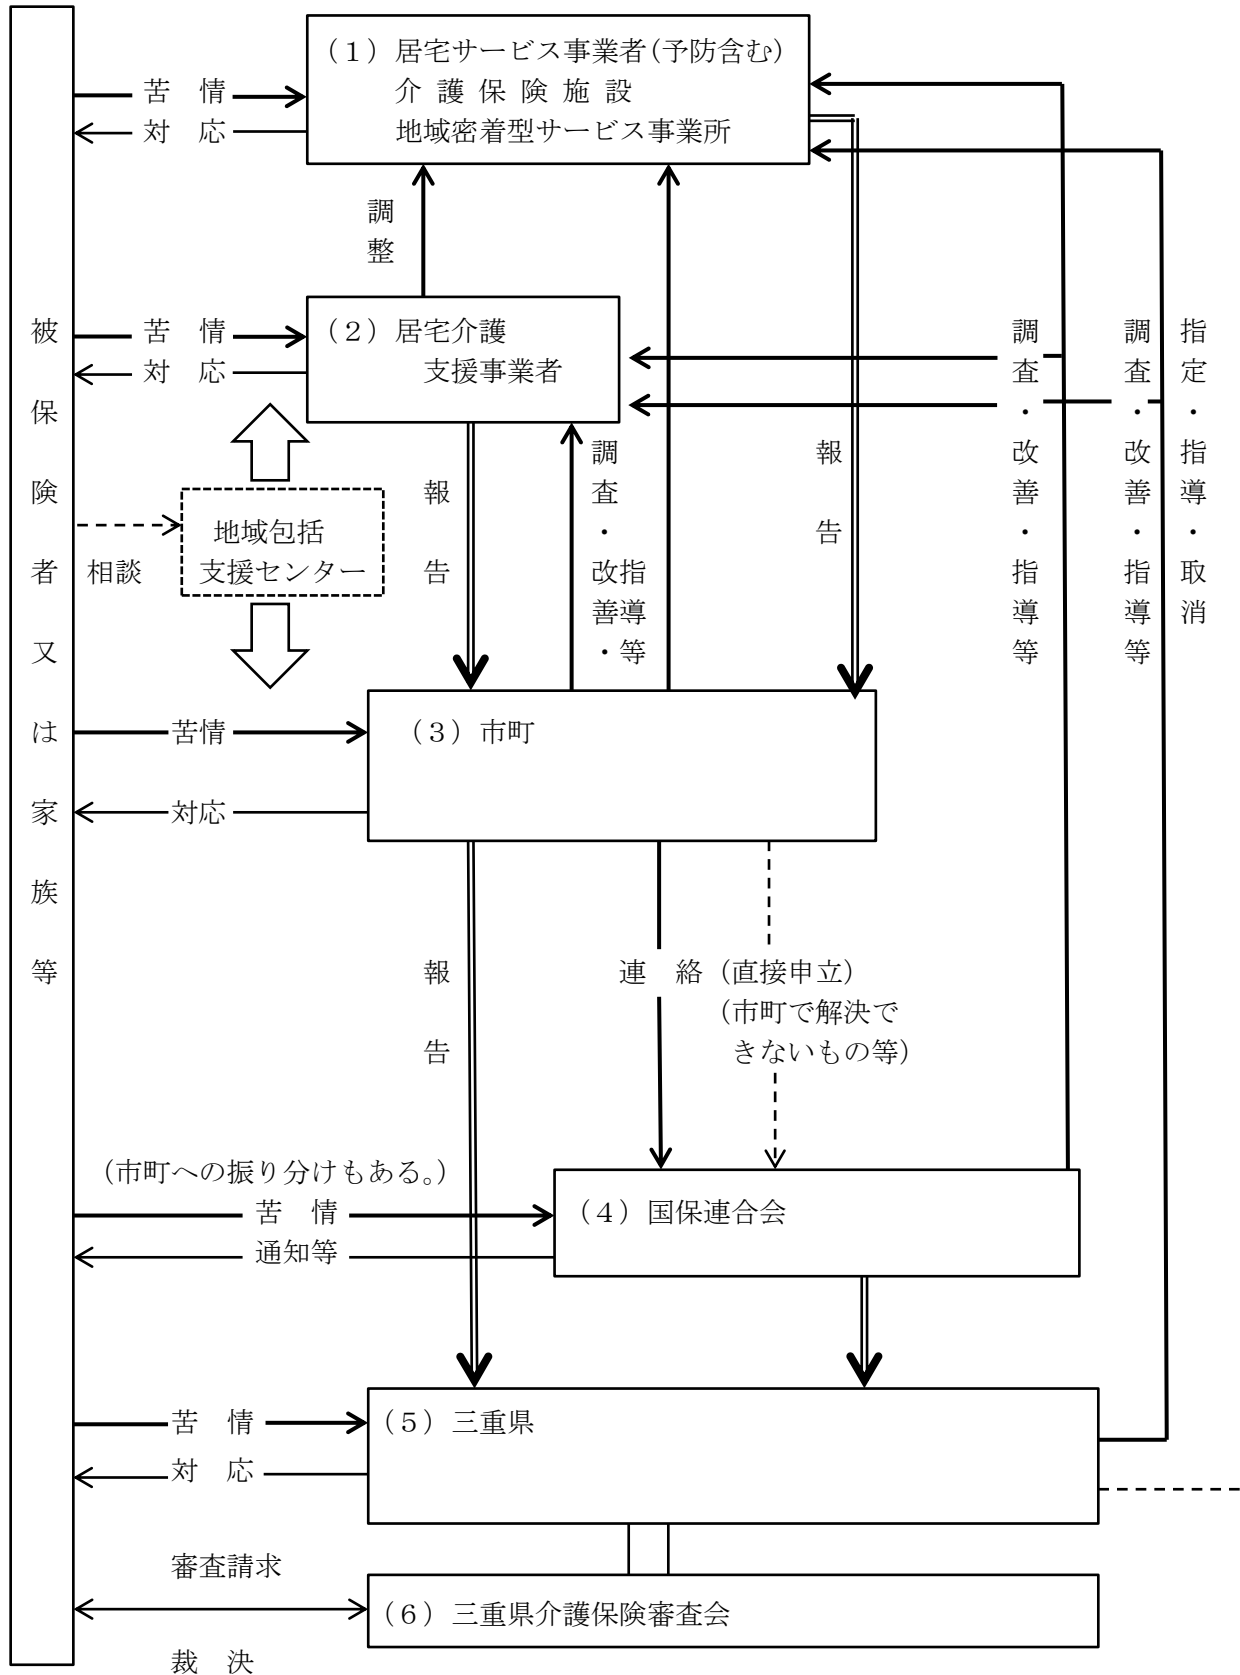 (1)居宅サービス事業者(予防含む)
介護保険施設
地域密着型サービス事業所
苦 情
対 応
調整
(2)居宅介護
支援事業者
苦 情
対 応
被保険者又は家族等
地域包括
支援センター
相談
報告
調査・改善・
指導等
報告
調査・改善・指導等
調査・改善・指導等
指定・指導・取消
(3)市町
苦情
対応
報告
連 絡
(直接申立)
(市町で解決で
きないもの等)
(市町への振り分けもある。)
苦 情
通知等
(4)国保連合会
(5)三重県
苦 情
対 応
審査請求
(6)三重県介護保険審査会
裁 決